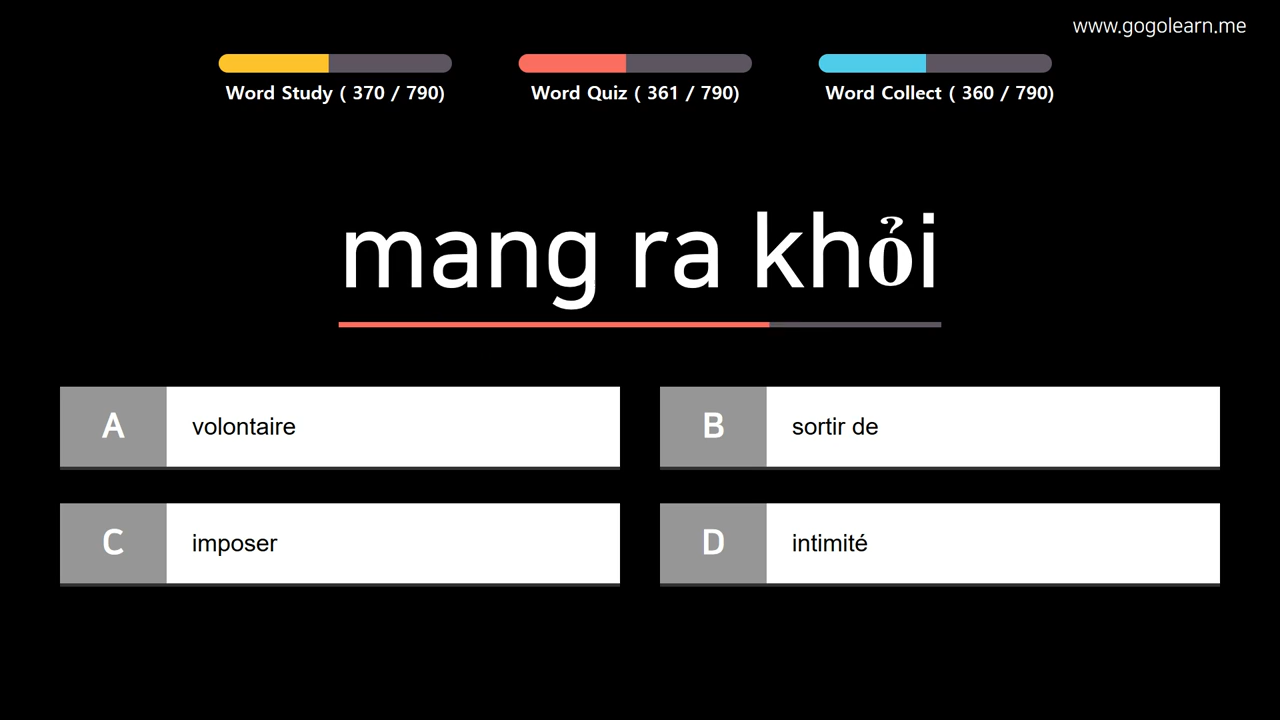 www.gogolearn.me
Word Study ( 370 / 790)
Word Quiz ( 361 / 790)
Word Collect ( 360 / 790)
mang ra khỏi
A volontaire
B sortir de
C imposer
D intimité